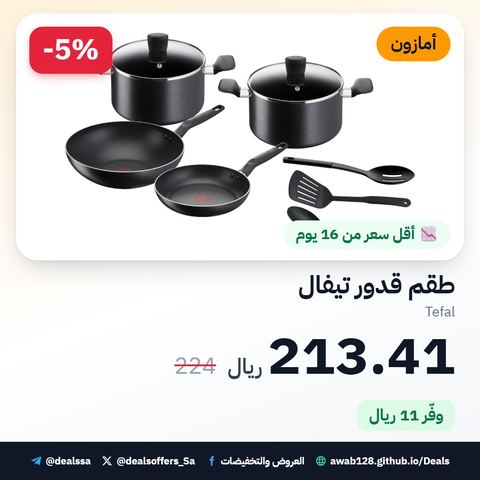 -5%
أمازون
أقل سعر من 16 يوم
طقم قدور تيفال
Tefal
213.41 ريال 224
وفّر 11 ريال
@dealssa @dealsoffers_Sa العروض والتخفيضات awab128.github.io/Deals